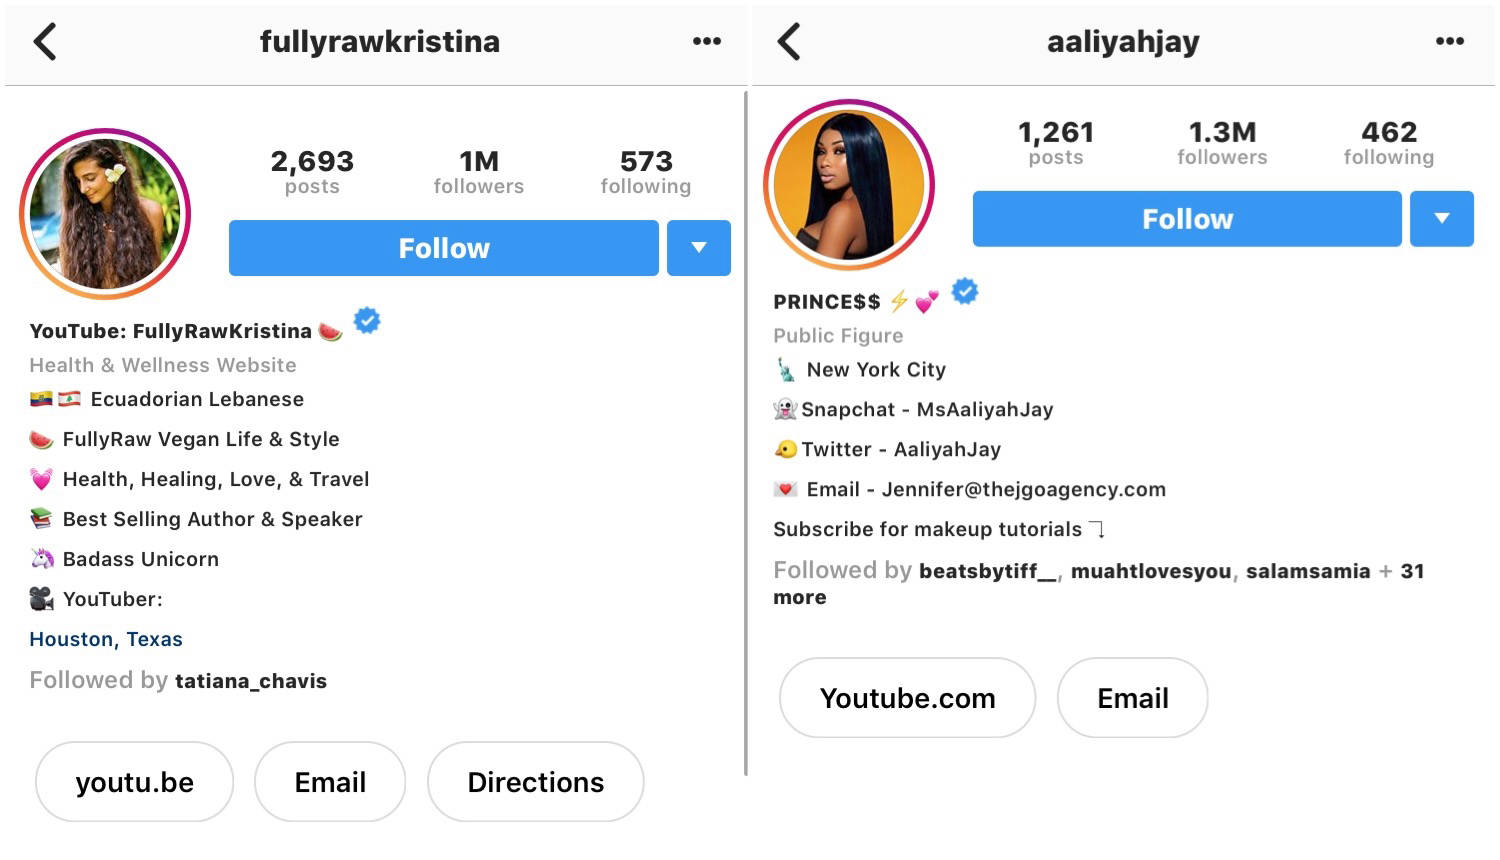 fullyrawkristina
2,693 1M 573
posts followers following
Follow
YouTube: FullyRawKristina 🍉
Health & Wellness Website
🇪🇨🇱🇧 Ecuadorian Lebanese
🍉 FullyRaw Vegan Life & Style
💓 Health, Healing, Love, & Travel
📚 Best Selling Author & Speaker
🦄 Badass Unicorn
🎥 YouTuber:
Houston, Texas
Followed by tatiana_chavis
youtu.be Email Directions
aaliyahjay
1,261 1.3M 462
posts followers following
Follow
PRINCE$$ ⚡💕
Public Figure
🗽 New York City
👻Snapchat - MsAaliyahJay
🐤Twitter - AaliyahJay
💌 Email - Jennifer@thejgoagency.com
Subscribe for makeup tutorials ⤵
Followed by beatsbytiff__, muahtlovesyou, salamsamia + 31
more
Youtube.com Email